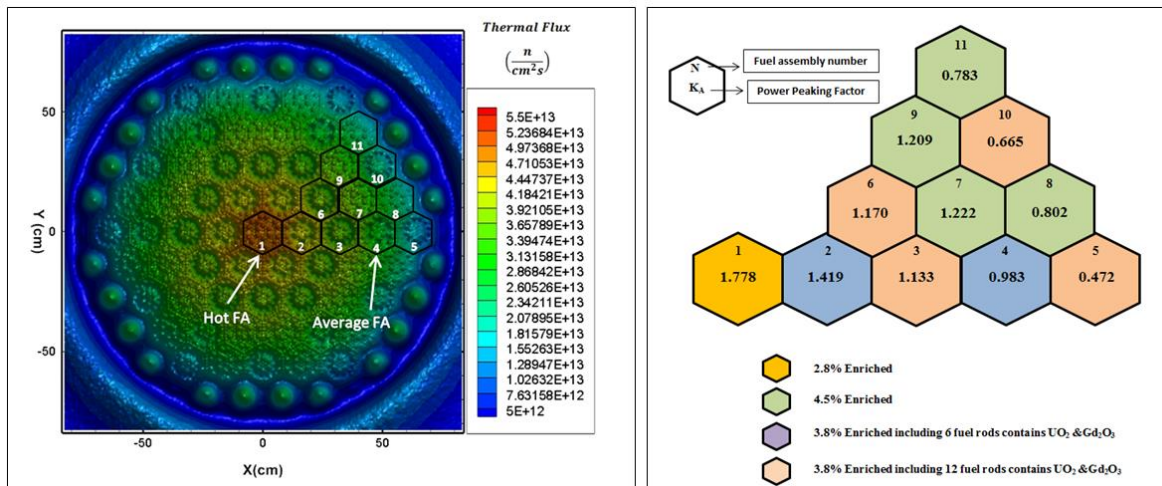 Thermal Flux
(n/cm²s)
5.5E+13
5.23684E+13
4.97368E+13
4.71053E+13
4.44737E+13
4.18421E+13
3.92105E+13
3.65789E+13
3.39474E+13
3.13158E+13
2.86842E+13
2.60526E+13
2.34211E+13
2.07895E+13
1.81579E+13
1.55263E+13
1.28947E+13
1.02632E+13
7.63158E+12
5E+12
50
0
-50
Y (cm)
-50
0
50
X(cm)
11
9
10
6
7
8
1
2
3
4
5
Hot FA
Average FA
N
Fuel assembly number
K_A
Power Peaking Factor
11
0.783
9
1.209
10
0.665
6
1.170
7
1.222
8
0.802
1
1.778
2
1.419
3
1.133
4
0.983
5
0.472
2.8% Enriched
4.5% Enriched
3.8% Enriched including 6 fuel rods contains UO₂ &Gd₂O₃
3.8% Enriched including 12 fuel rods contains UO₂ &Gd₂O₃